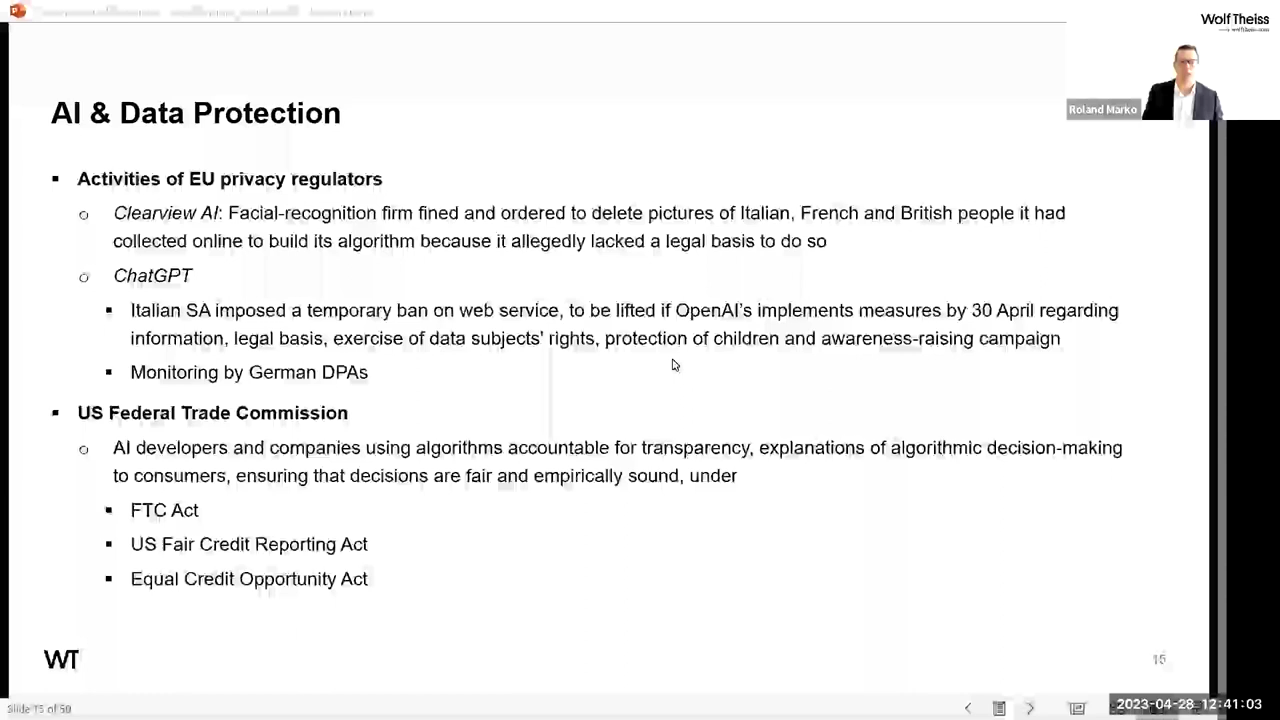 Wolf Theiss
Roland Marko
AI & Data Protection
▪ Activities of EU privacy regulators
o Clearview AI: Facial-recognition firm fined and ordered to delete pictures of Italian, French and British people it had
collected online to build its algorithm because it allegedly lacked a legal basis to do so
o ChatGPT
▪ Italian SA imposed a temporary ban on web service, to be lifted if OpenAI's implements measures by 30 April regarding
information, legal basis, exercise of data subjects' rights, protection of children and awareness-raising campaign
▪ Monitoring by German DPAs
▪ US Federal Trade Commission
o AI developers and companies using algorithms accountable for transparency, explanations of algorithmic decision-making
to consumers, ensuring that decisions are fair and empirically sound, under
▪ FTC Act
▪ US Fair Credit Reporting Act
▪ Equal Credit Opportunity Act
WT
15
Slide 15 of 50
2023-04-28 12:41:03